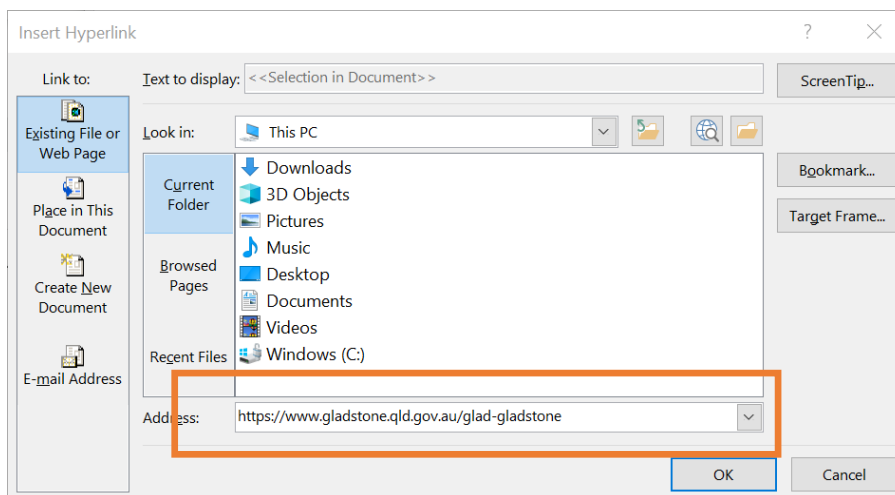 Insert Hyperlink ?
Link to:
Text to display: <<Selection in Document>>
ScreenTip...
Existing File or
Web Page
Look in: This PC
Place in This
Document
Create New
Document
E-mail Address
Current
Folder
Browsed
Pages
Recent Files
Downloads
3D Objects
Pictures
Music
Desktop
Documents
Videos
Windows (C:)
Bookmark...
Target Frame...
Address: https://www.gladstone.qld.gov.au/glad-gladstone
OK
Cancel